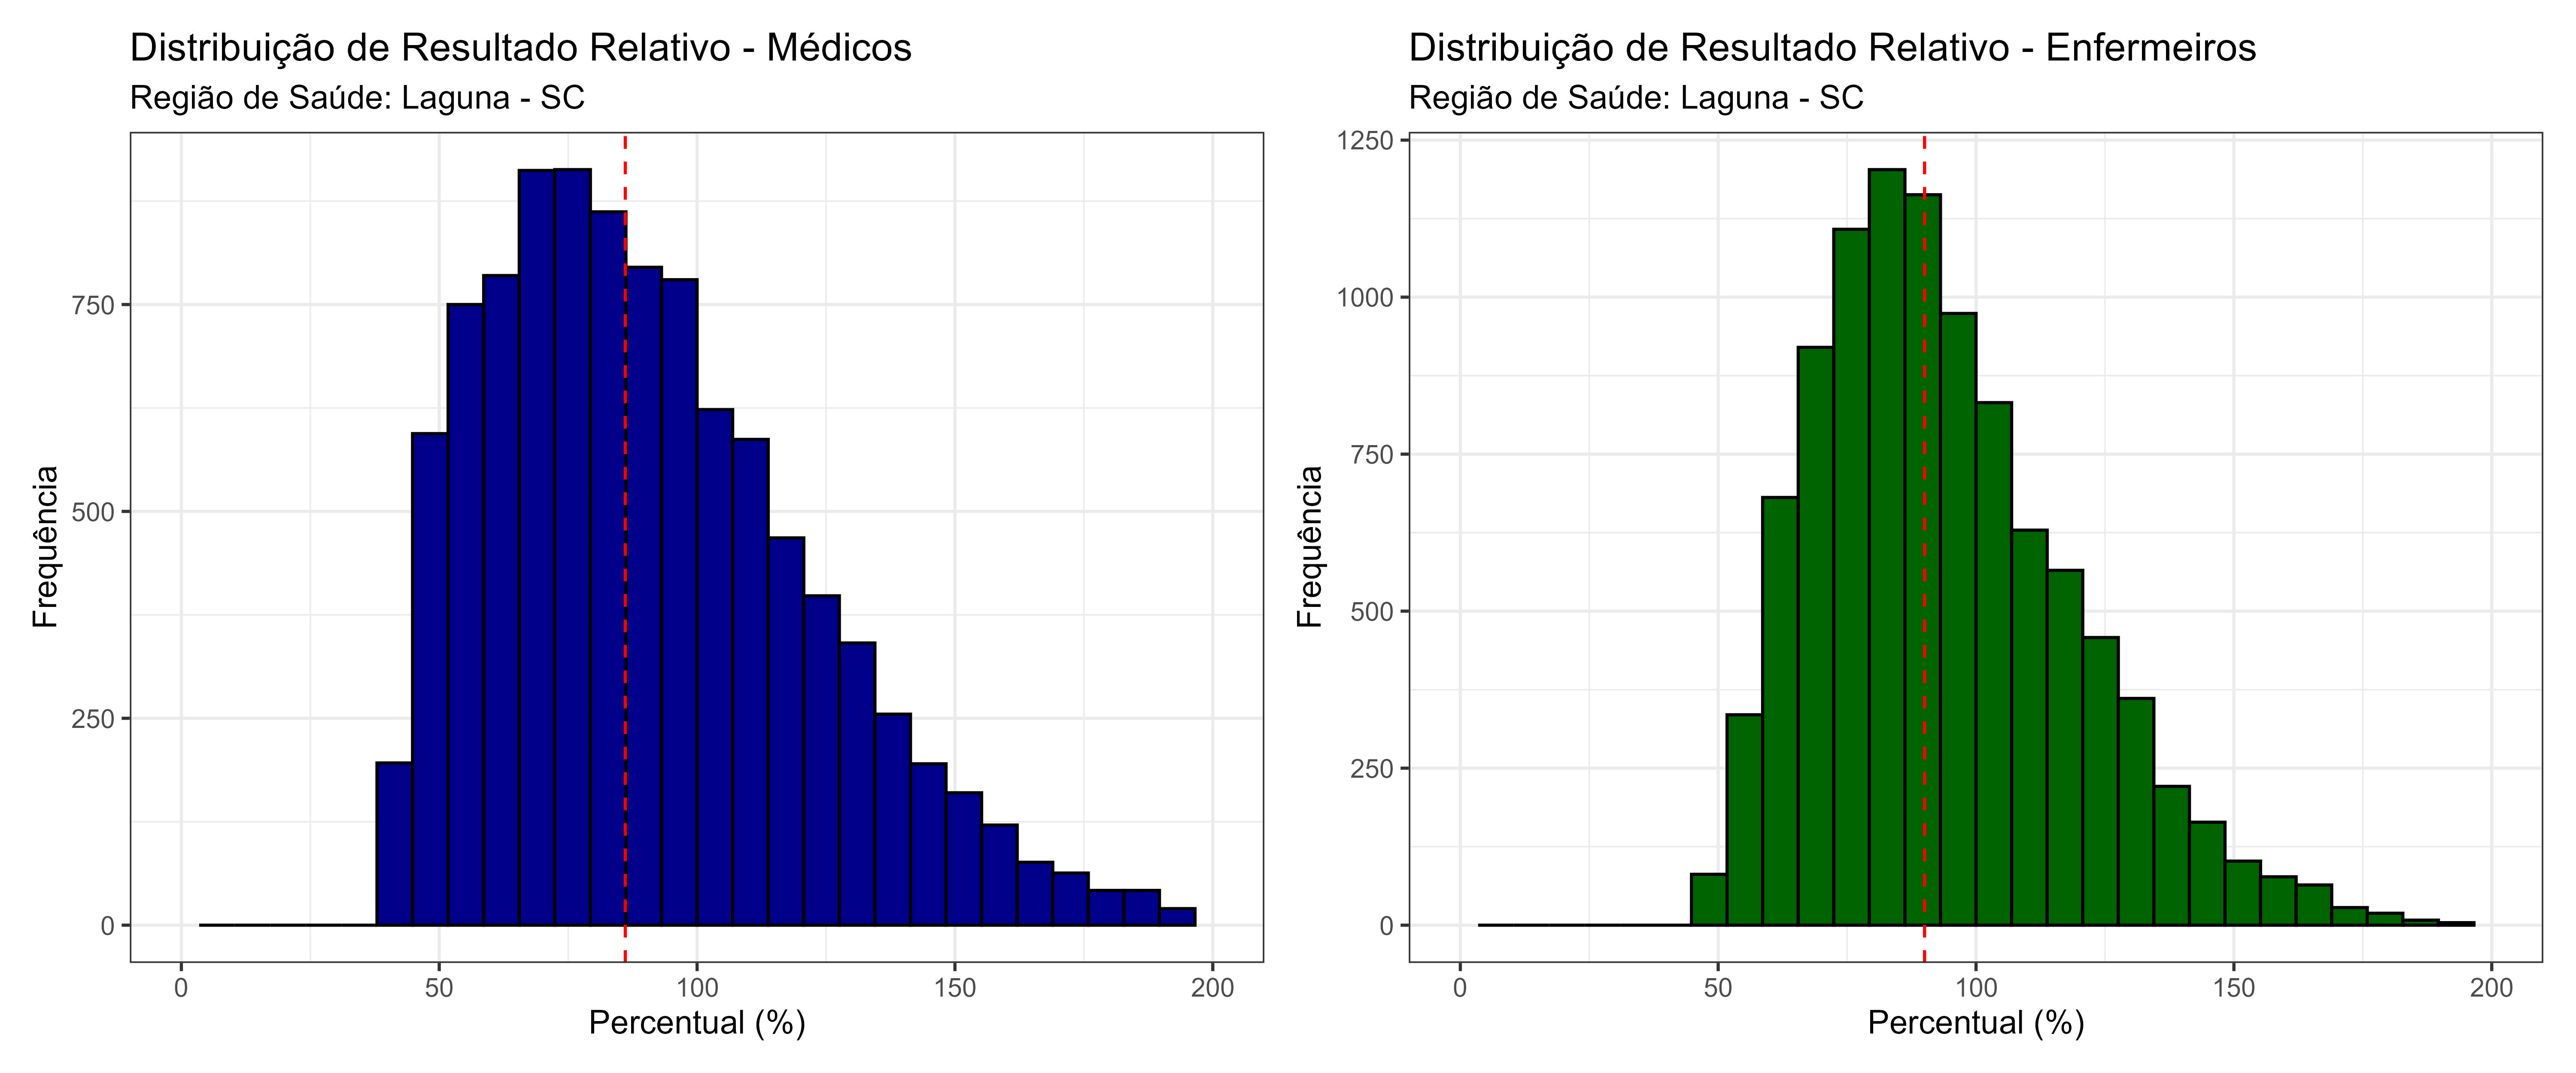 Distribuição de Resultado Relativo - Médicos
Região de Saúde: Laguna - SC
Frequência
750
500
250
0
0 50 100 150 200
Percentual (%)
Distribuição de Resultado Relativo - Enfermeiros
Região de Saúde: Laguna - SC
Frequência
1250
1000
750
500
250
0
0 50 100 150 200
Percentual (%)